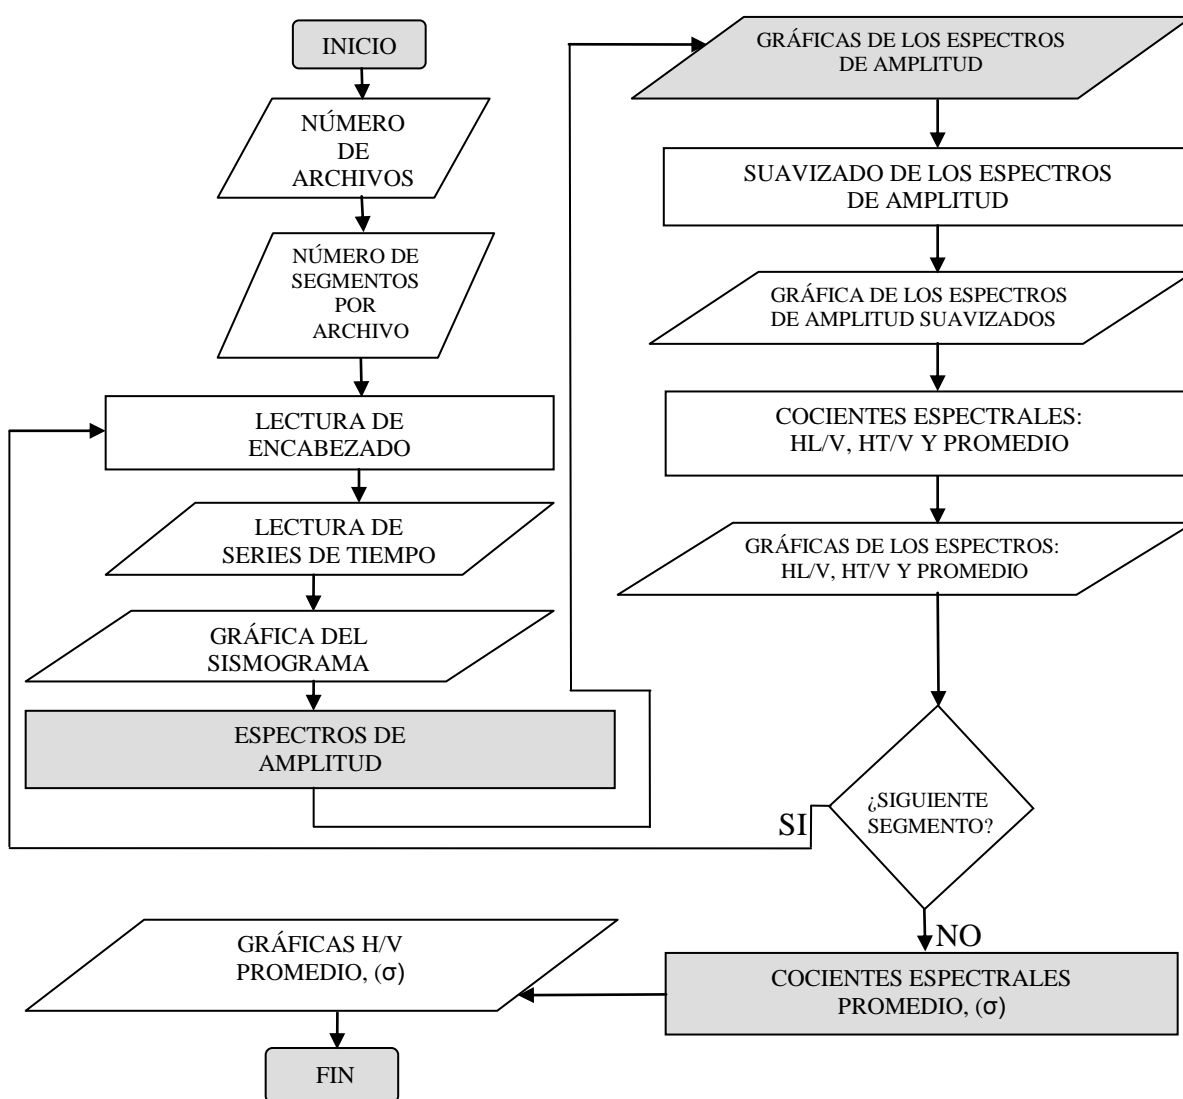 INICIO
NÚMERO
DE
ARCHIVOS
NÚMERO DE
SEGMENTOS
POR
ARCHIVO
LECTURA DE
ENCABEZADO
LECTURA DE
SERIES DE TIEMPO
GRÁFICA DEL
SISMOGRAMA
ESPECTROS DE
AMPLITUD
GRÁFICAS DE LOS ESPECTROS
DE AMPLITUD
SUAVIZADO DE LOS ESPECTROS
DE AMPLITUD
GRÁFICA DE LOS ESPECTROS
DE AMPLITUD SUAVIZADOS
COCIENTES ESPECTRALES:
HL/V, HT/V Y PROMEDIO
GRÁFICAS DE LOS ESPECTROS:
HL/V, HT/V Y PROMEDIO
¿SIGUIENTE
SEGMENTO?
SI
NO
COCIENTES ESPECTRALES
PROMEDIO, (σ)
GRÁFICAS H/V
PROMEDIO, (σ)
FIN